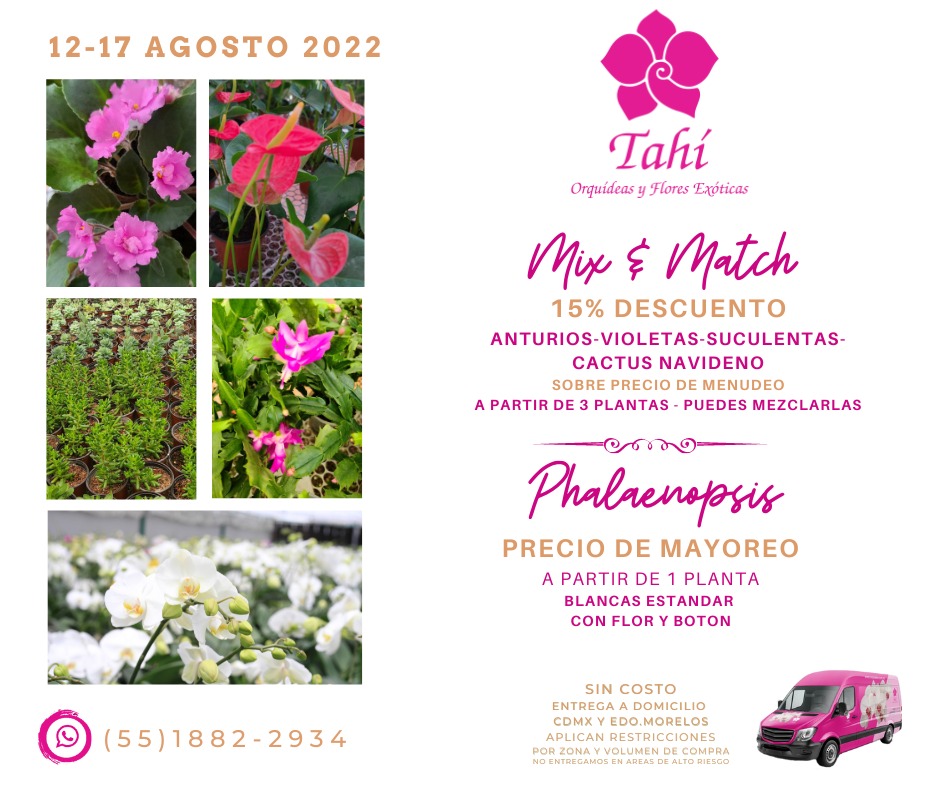 12-17 AGOSTO 2022
Tahí
Orquídeas y Flores Exóticas
Mix & Match
15% DESCUENTO
ANTURIOS-VIOLETAS-SUCULENTAS-
CACTUS NAVIDENO
SOBRE PRECIO DE MENUDEO
A PARTIR DE 3 PLANTAS - PUEDES MEZCLARLAS
Phalaenopsis
PRECIO DE MAYOREO
A PARTIR DE 1 PLANTA
BLANCAS ESTANDAR
CON FLOR Y BOTON
(55)1882-2934
SIN COSTO
ENTREGA A DOMICILIO
CDMX Y EDO.MORELOS
APLICAN RESTRICCIONES
POR ZONA Y VOLUMEN DE COMPRA
NO ENTREGAMOS EN AREAS DE ALTO RIESGO